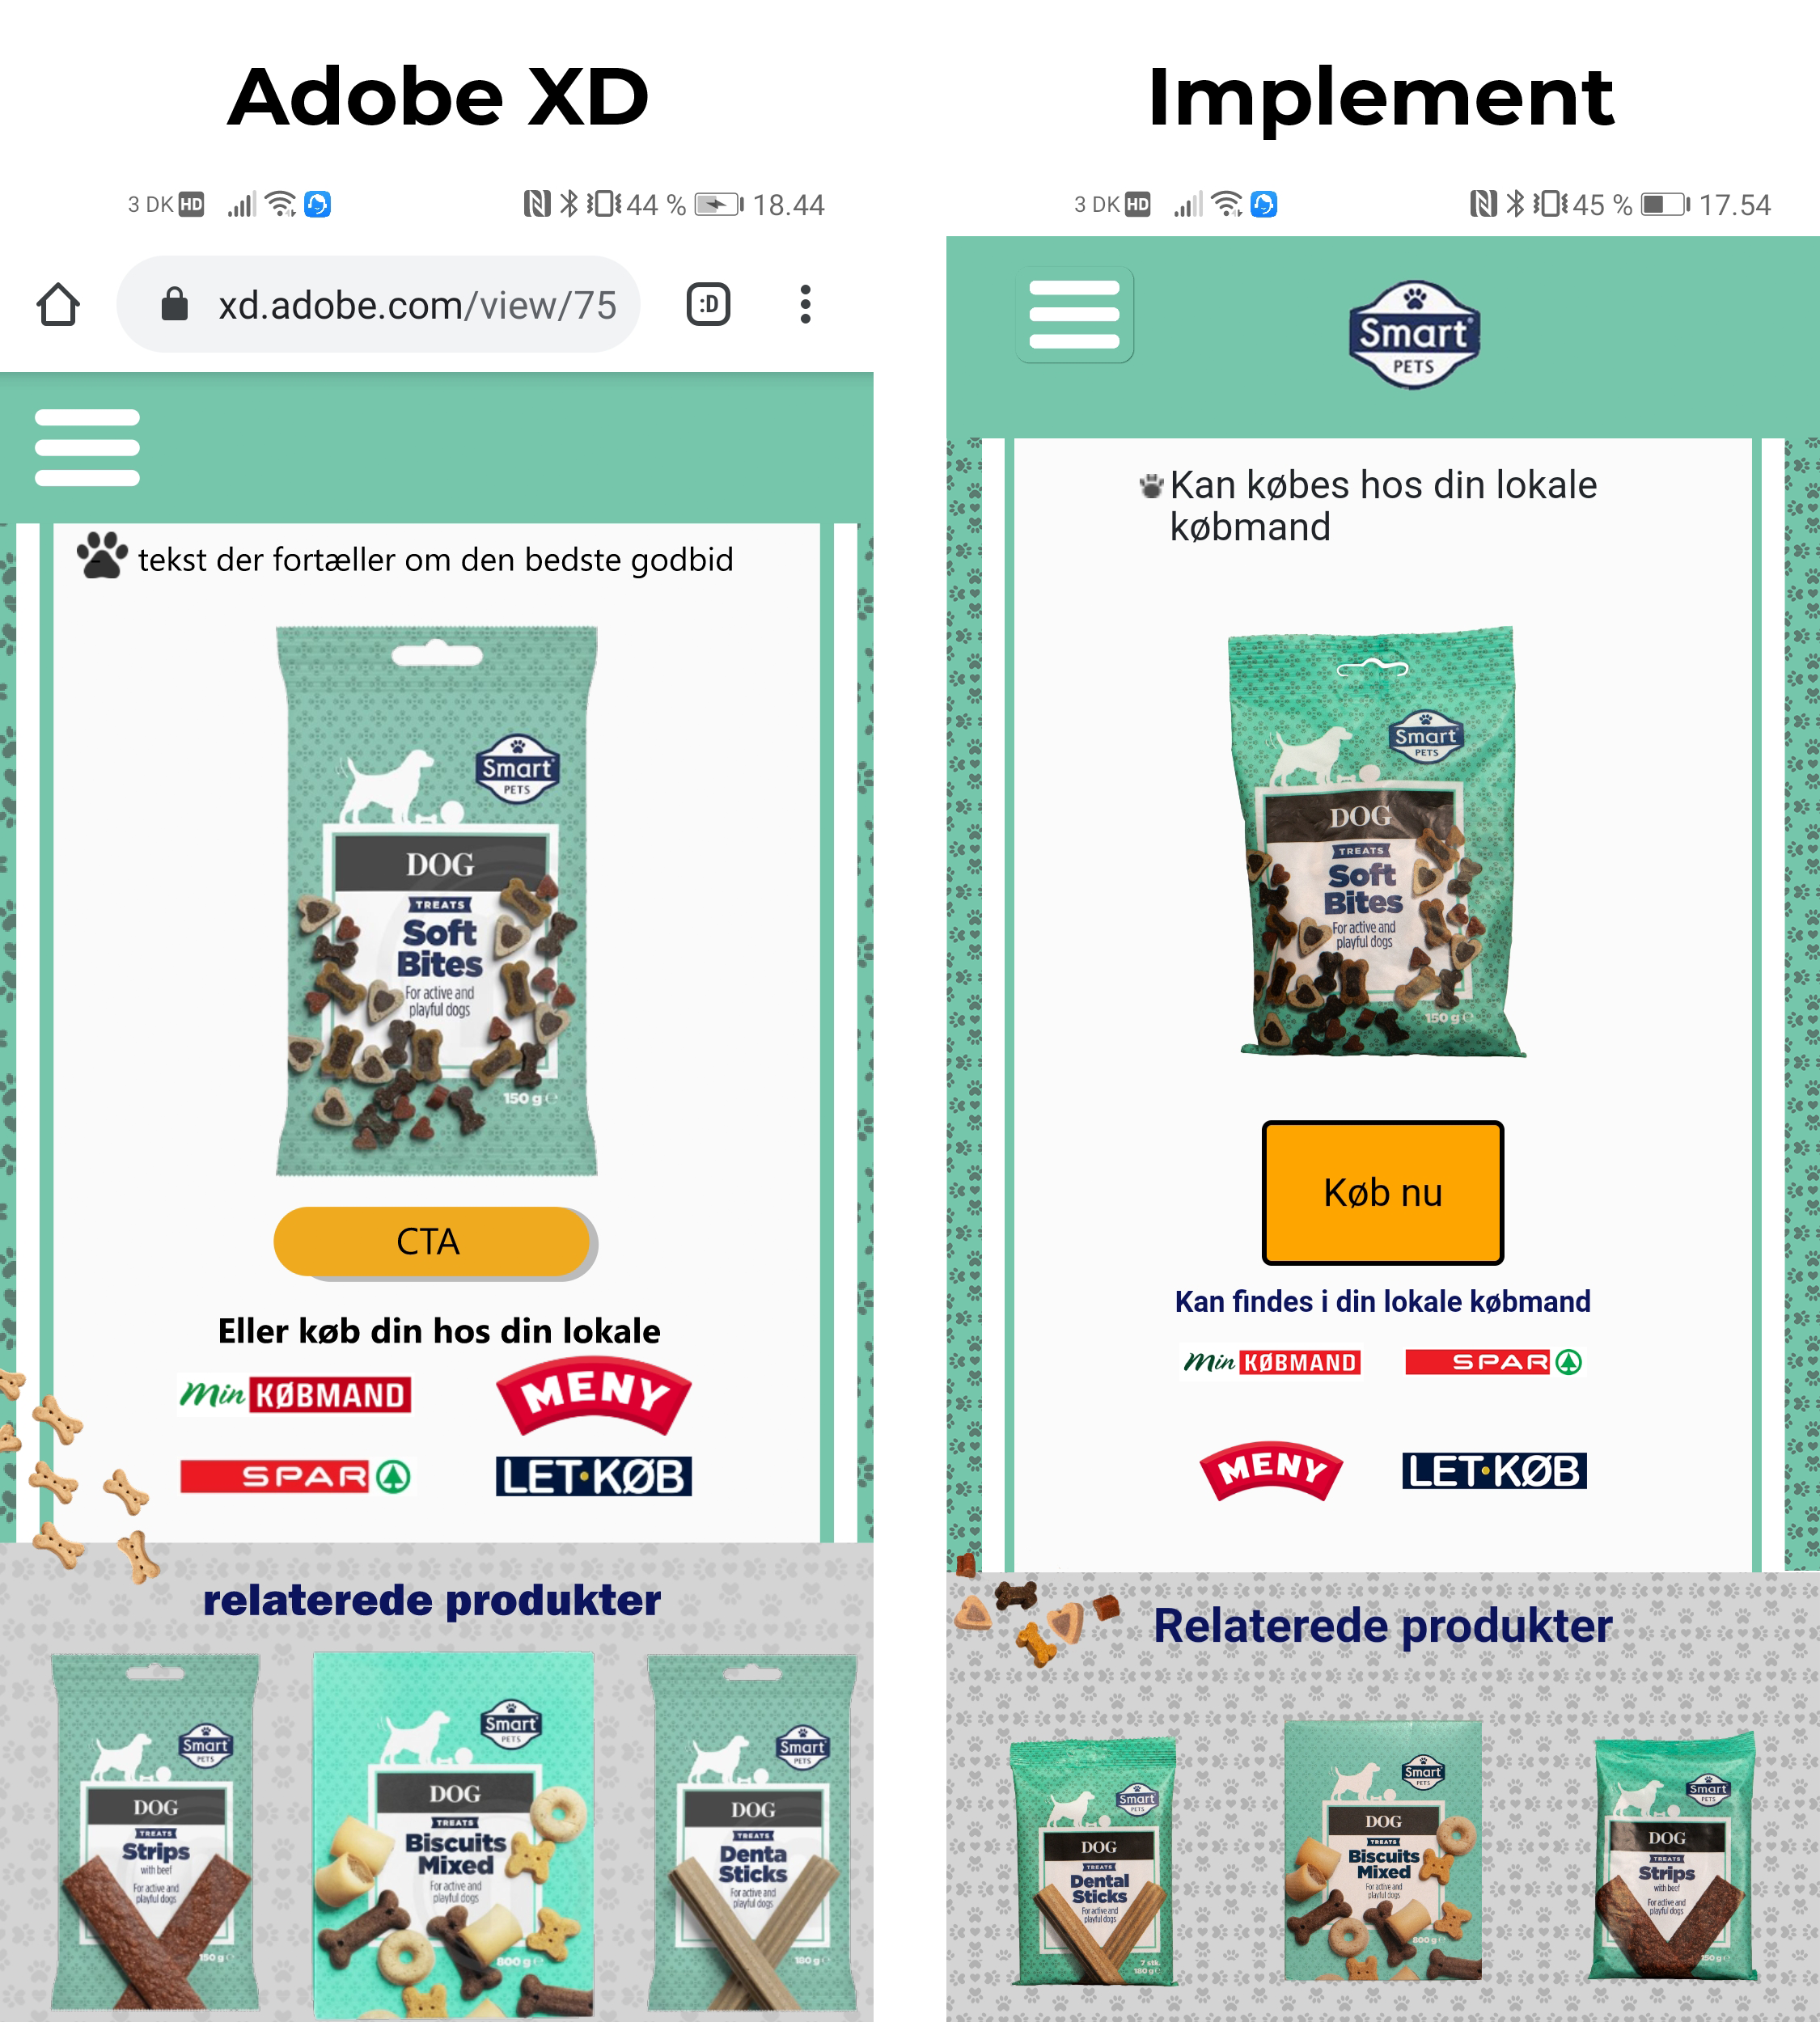 Adobe XD
3 DK HD
44 %
18.44
xd.adobe.com/view/75
:D
tekst der fortæller om den bedste godbid
Smart
PETS
DOG
TREATS
Soft
Bites
For active and
playful dogs
150 g e
CTA
Eller køb din hos din lokale
Min KØBMAND
MENY
SPAR
LET·KØB
relaterede produkter
Smart
PETS
DOG
TREATS
Strips
with beef
For active and
playful dogs
150 g e
Smart
PETS
DOG
TREATS
Biscuits
Mixed
For active and
playful dogs
800 g e
Smart
PETS
DOG
TREATS
Denta
Sticks
For active and
playful dogs
180 g e
Implement
3 DK HD
45 %
17.54
Smart
PETS
Kan købes hos din lokale
købmand
Smart
PETS
DOG
TREATS
Soft
Bites
For active and
playful dogs
150 g e
Køb nu
Kan findes i din lokale købmand
Min KØBMAND
SPAR
MENY
LET·KØB
Relaterede produkter
Smart
PETS
DOG
TREATS
Dental
Sticks
For active and
playful dogs
7 stk.
180 g e
Smart
PETS
DOG
TREATS
Biscuits
Mixed
For active and
playful dogs
800 g e
Smart
PETS
DOG
TREATS
Strips
with beef
For active and
playful dogs
150 g e